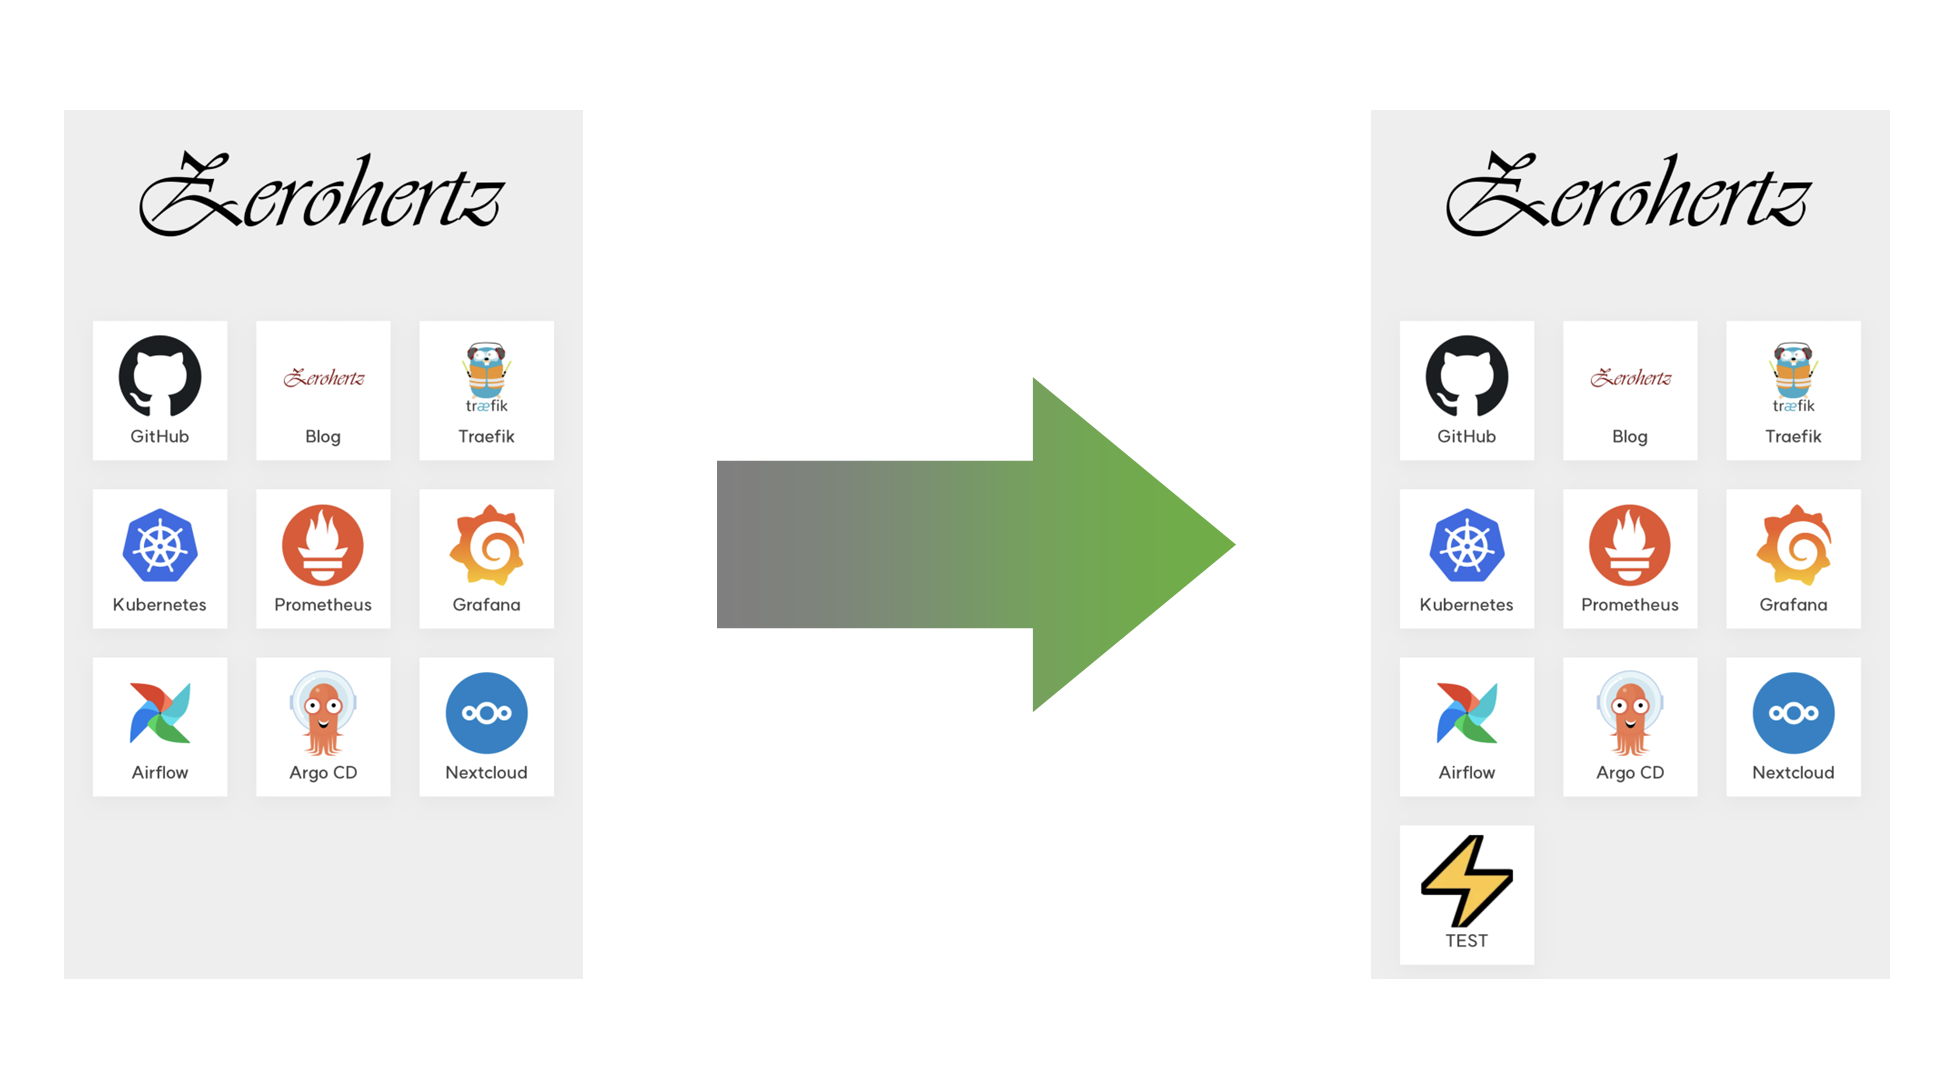 Zerohertz
Zerohertz
træfik
GitHub
Blog
Traefik
Kubernetes
Prometheus
Grafana
Airflow
Argo CD
Nextcloud
Zerohertz
Zerohertz
træfik
GitHub
Blog
Traefik
Kubernetes
Prometheus
Grafana
Airflow
Argo CD
Nextcloud
TEST